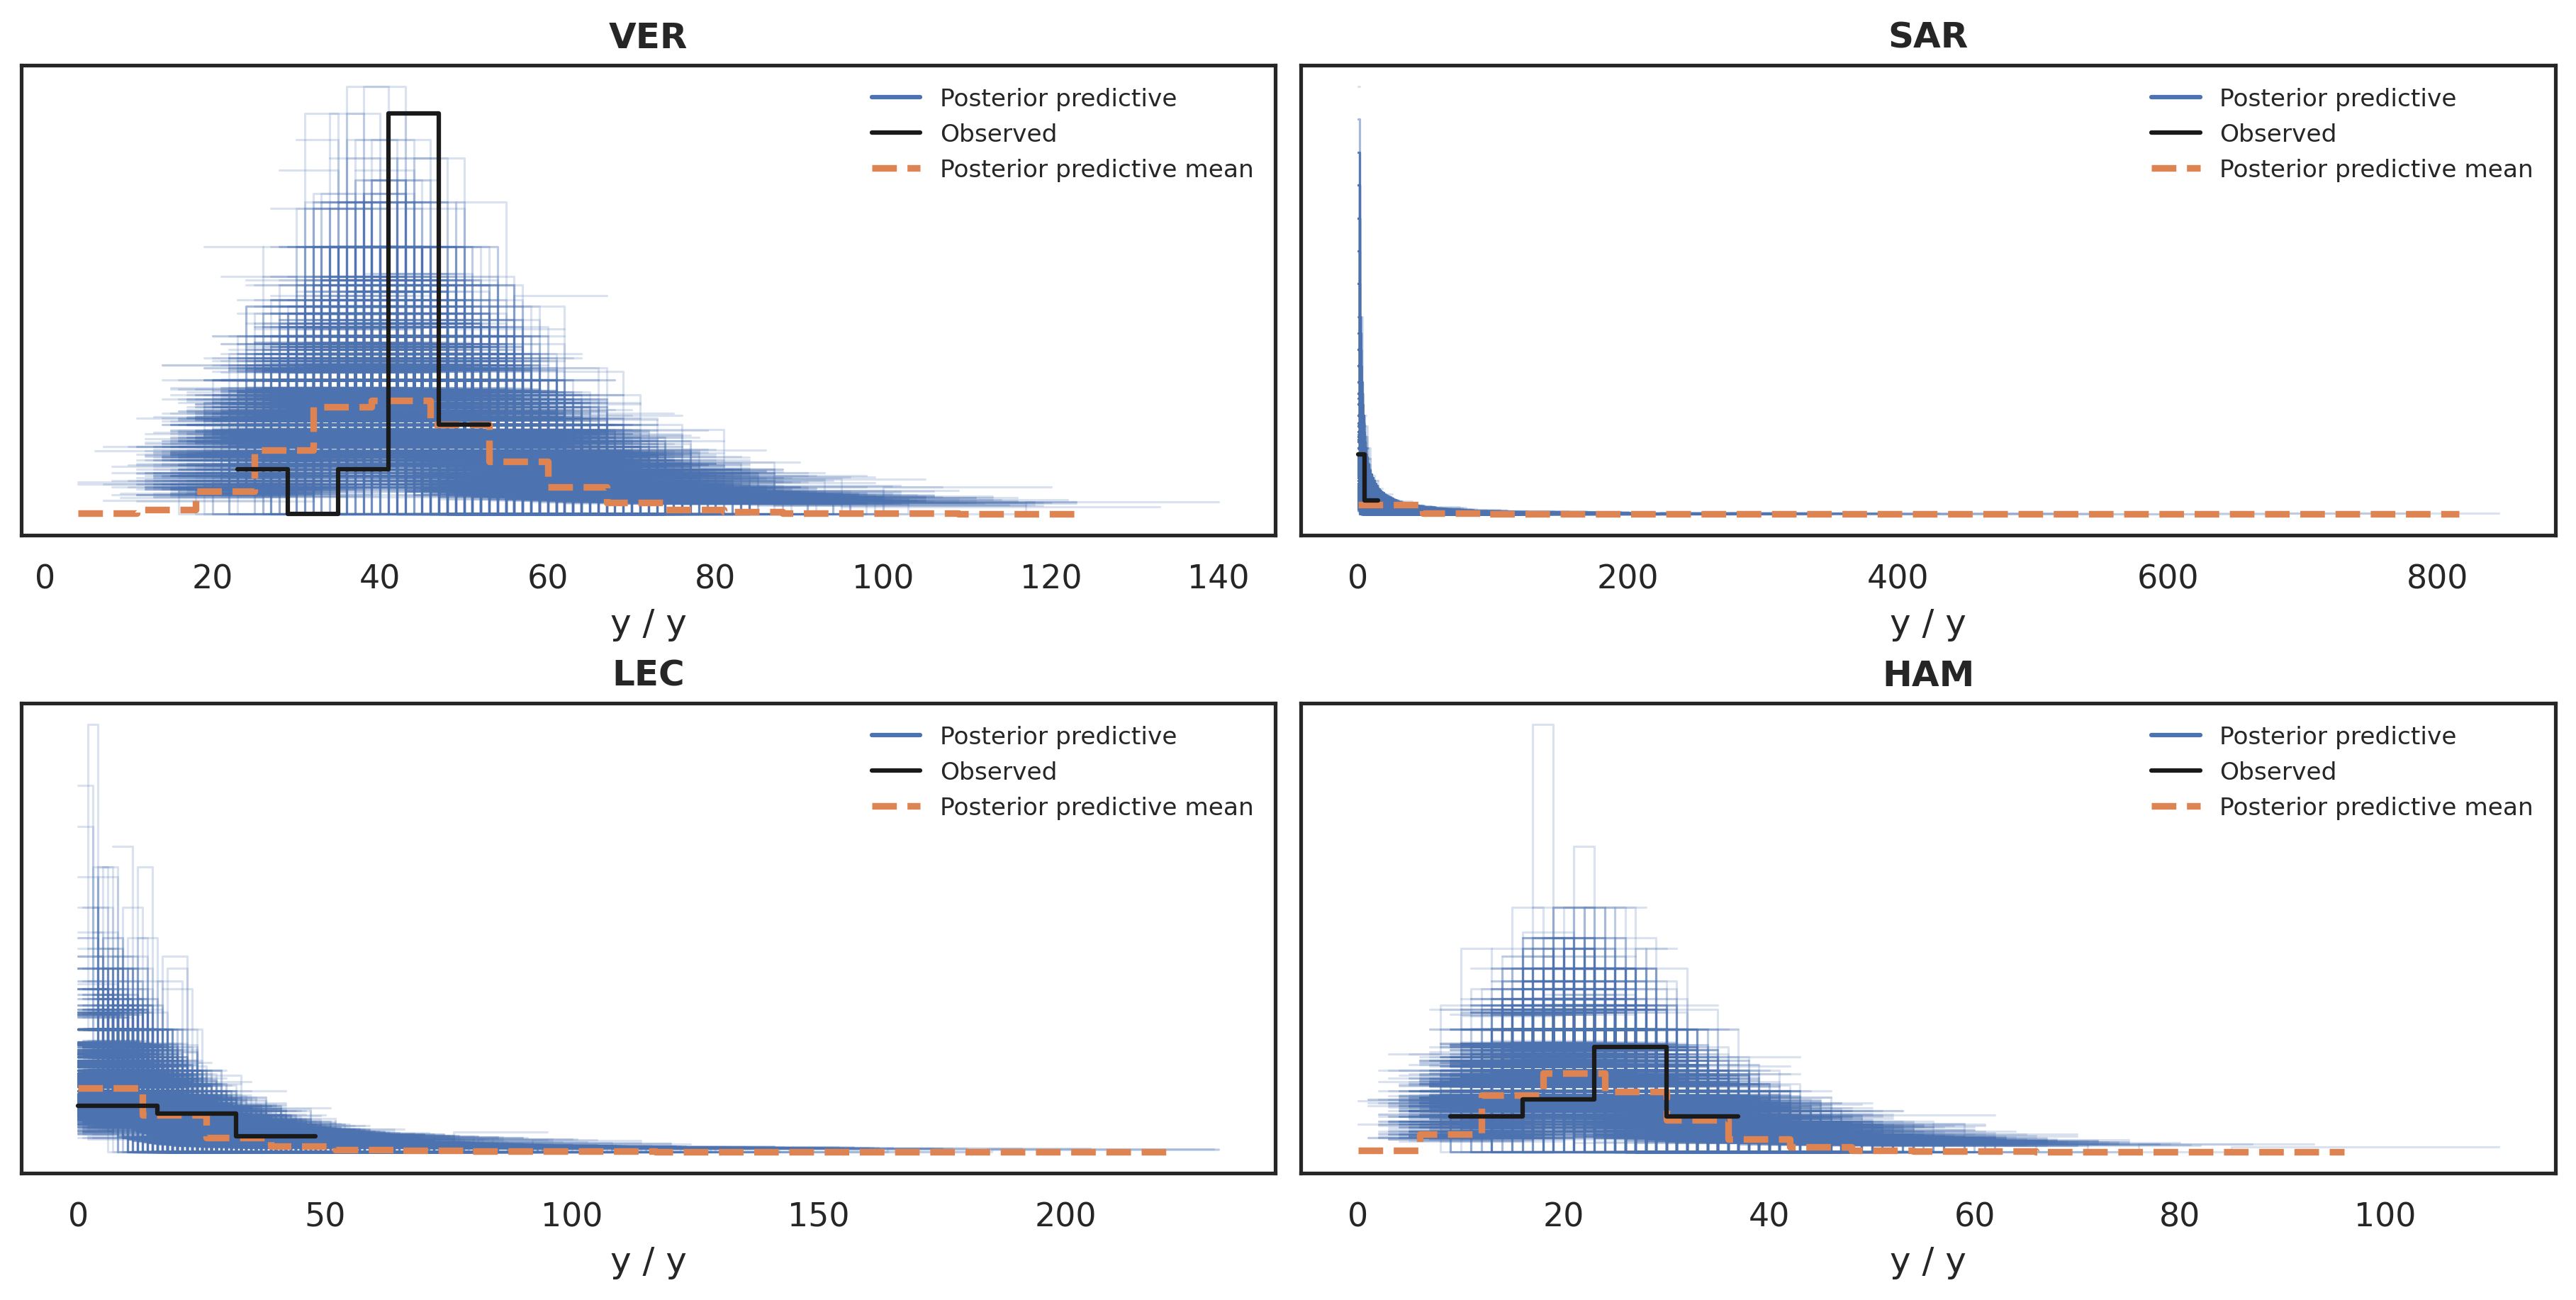 VER
Posterior predictive
Observed
Posterior predictive mean
0 20 40 60 80 100 120 140
y / y
SAR
Posterior predictive
Observed
Posterior predictive mean
0 200 400 600 800
y / y
LEC
Posterior predictive
Observed
Posterior predictive mean
0 50 100 150 200
y / y
HAM
Posterior predictive
Observed
Posterior predictive mean
0 20 40 60 80 100
y / y